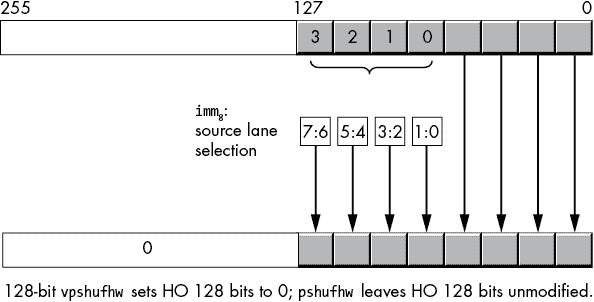 255 127 0
3 2 1 0
imm8:
source lane
selection
7:6 5:4 3:2 1:0
0
128-bit vpshufhw sets HO 128 bits to 0; pshufhw leaves HO 128 bits unmodified.